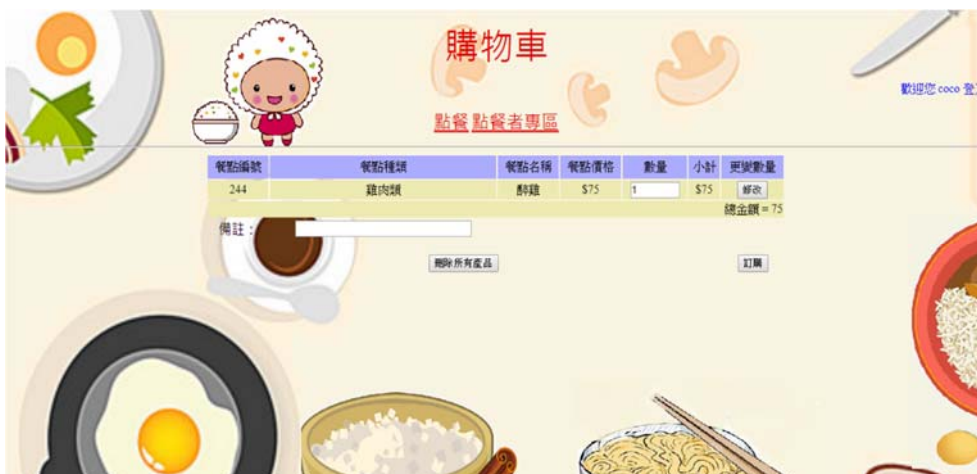 購物車
歡迎您 coco 登
點餐 點餐者專區
餐點編號 餐點種類 餐點名稱 餐點價格 數量 小計 更變數量
244 雞肉類 醉雞 $75 1 $75 修改
總金額 = 75
備註：
刪除所有產品 訂購